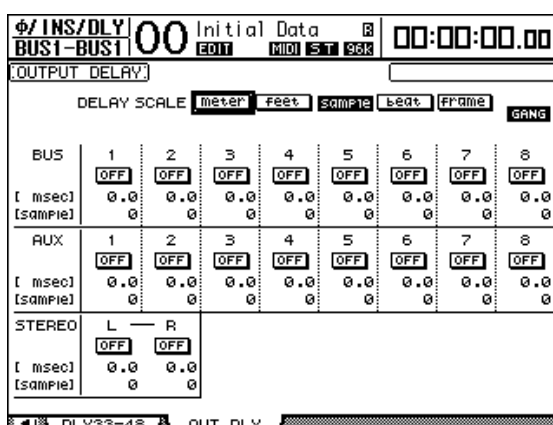 Φ/INS/DLY 00 Initial Data 00:00:00.00
BUS1-BUS1 EDIT MIDI ST 96K
OUTPUT DELAY
DELAY SCALE meter feet sample beat frame GANG
BUS 1 2 3 4 5 6 7 8
OFF OFF OFF OFF OFF OFF OFF OFF
[ msec] 0.0 0.0 0.0 0.0 0.0 0.0 0.0 0.0
[sample] 0 0 0 0 0 0 0 0
AUX 1 2 3 4 5 6 7 8
OFF OFF OFF OFF OFF OFF OFF OFF
[ msec] 0.0 0.0 0.0 0.0 0.0 0.0 0.0 0.0
[sample] 0 0 0 0 0 0 0 0
STEREO L — R
OFF OFF
[ msec] 0.0 0.0
[sample] 0 0
DLY33-48 OUT DLY